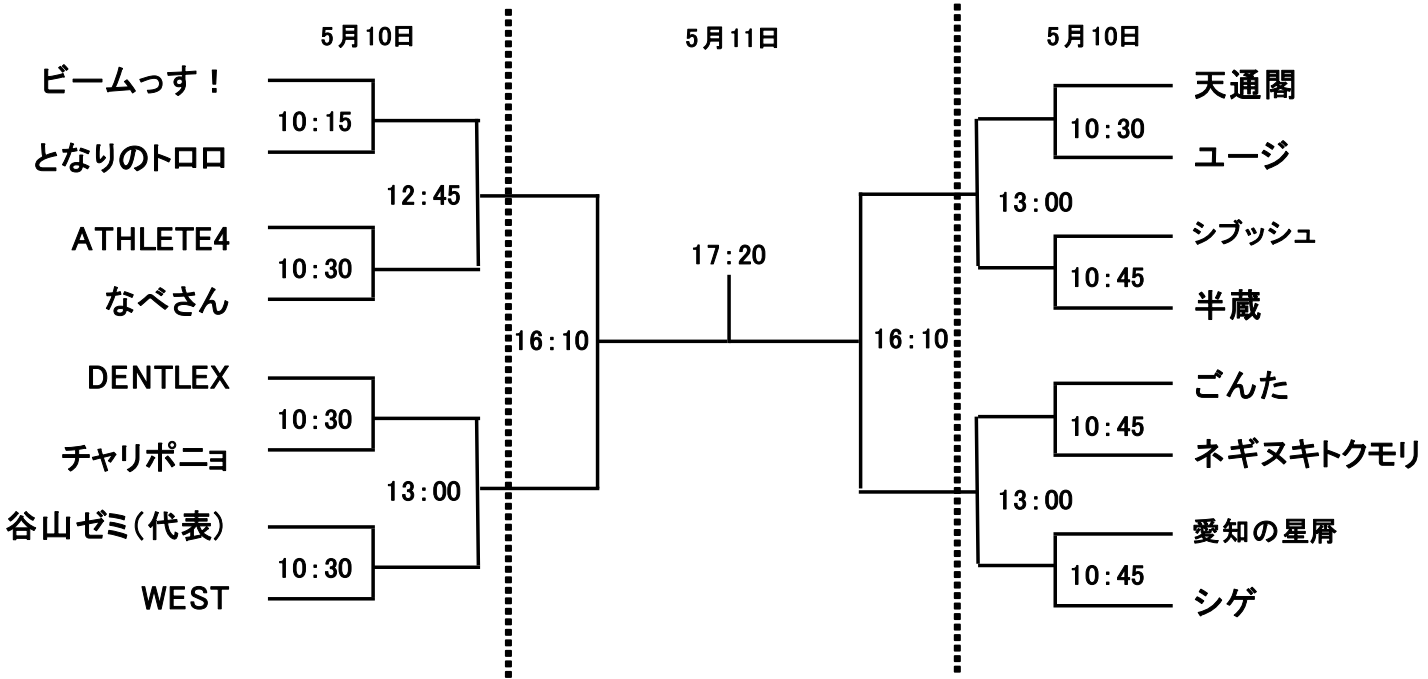 5月10日
5月11日
5月10日
ビームっす！
10：15
となりのトロロ
12：45
ATHLETE4
10：30
なべさん
16：10
DENTLEX
10：30
チャリポニョ
13：00
谷山ゼミ（代表）
10：30
WEST
17：20
天通閣
10：30
ユージ
13：00
シブッシュ
10：45
半蔵
16：10
ごんた
10：45
ネギヌキトクモリ
13：00
愛知の星屑
10：45
シゲ